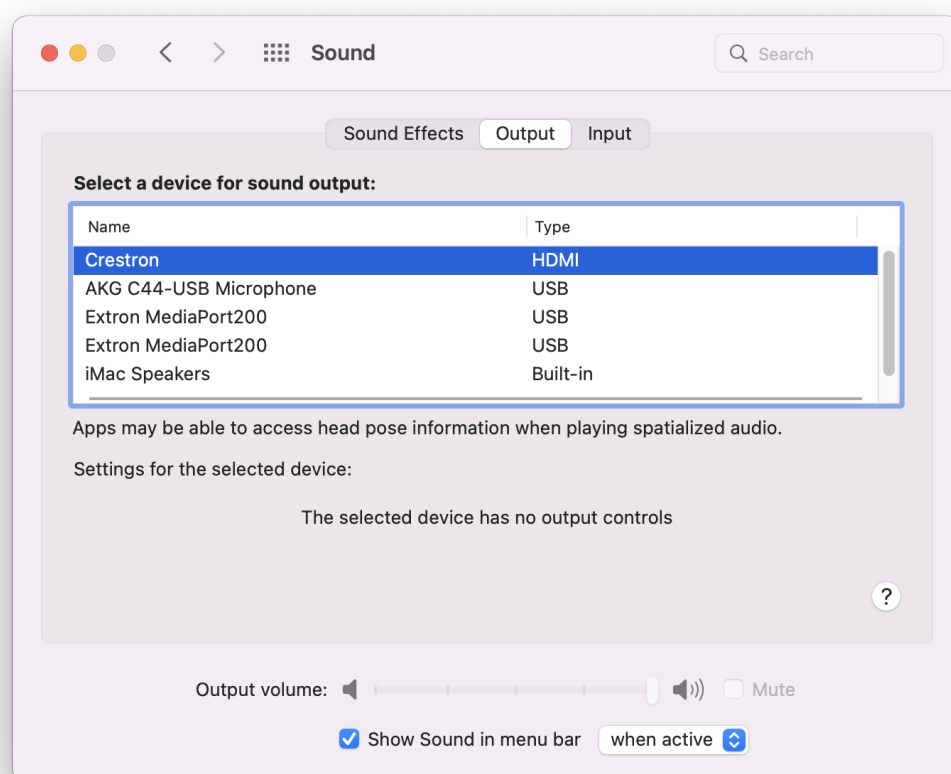 Sound
Search
Sound Effects Output Input
Select a device for sound output:
Name Type
Crestron HDMI
AKG C44-USB Microphone USB
Extron MediaPort200 USB
Extron MediaPort200 USB
iMac Speakers Built-in
Apps may be able to access head pose information when playing spatialized audio.
Settings for the selected device:
The selected device has no output controls
?
Output volume: Mute
Show Sound in menu bar when active